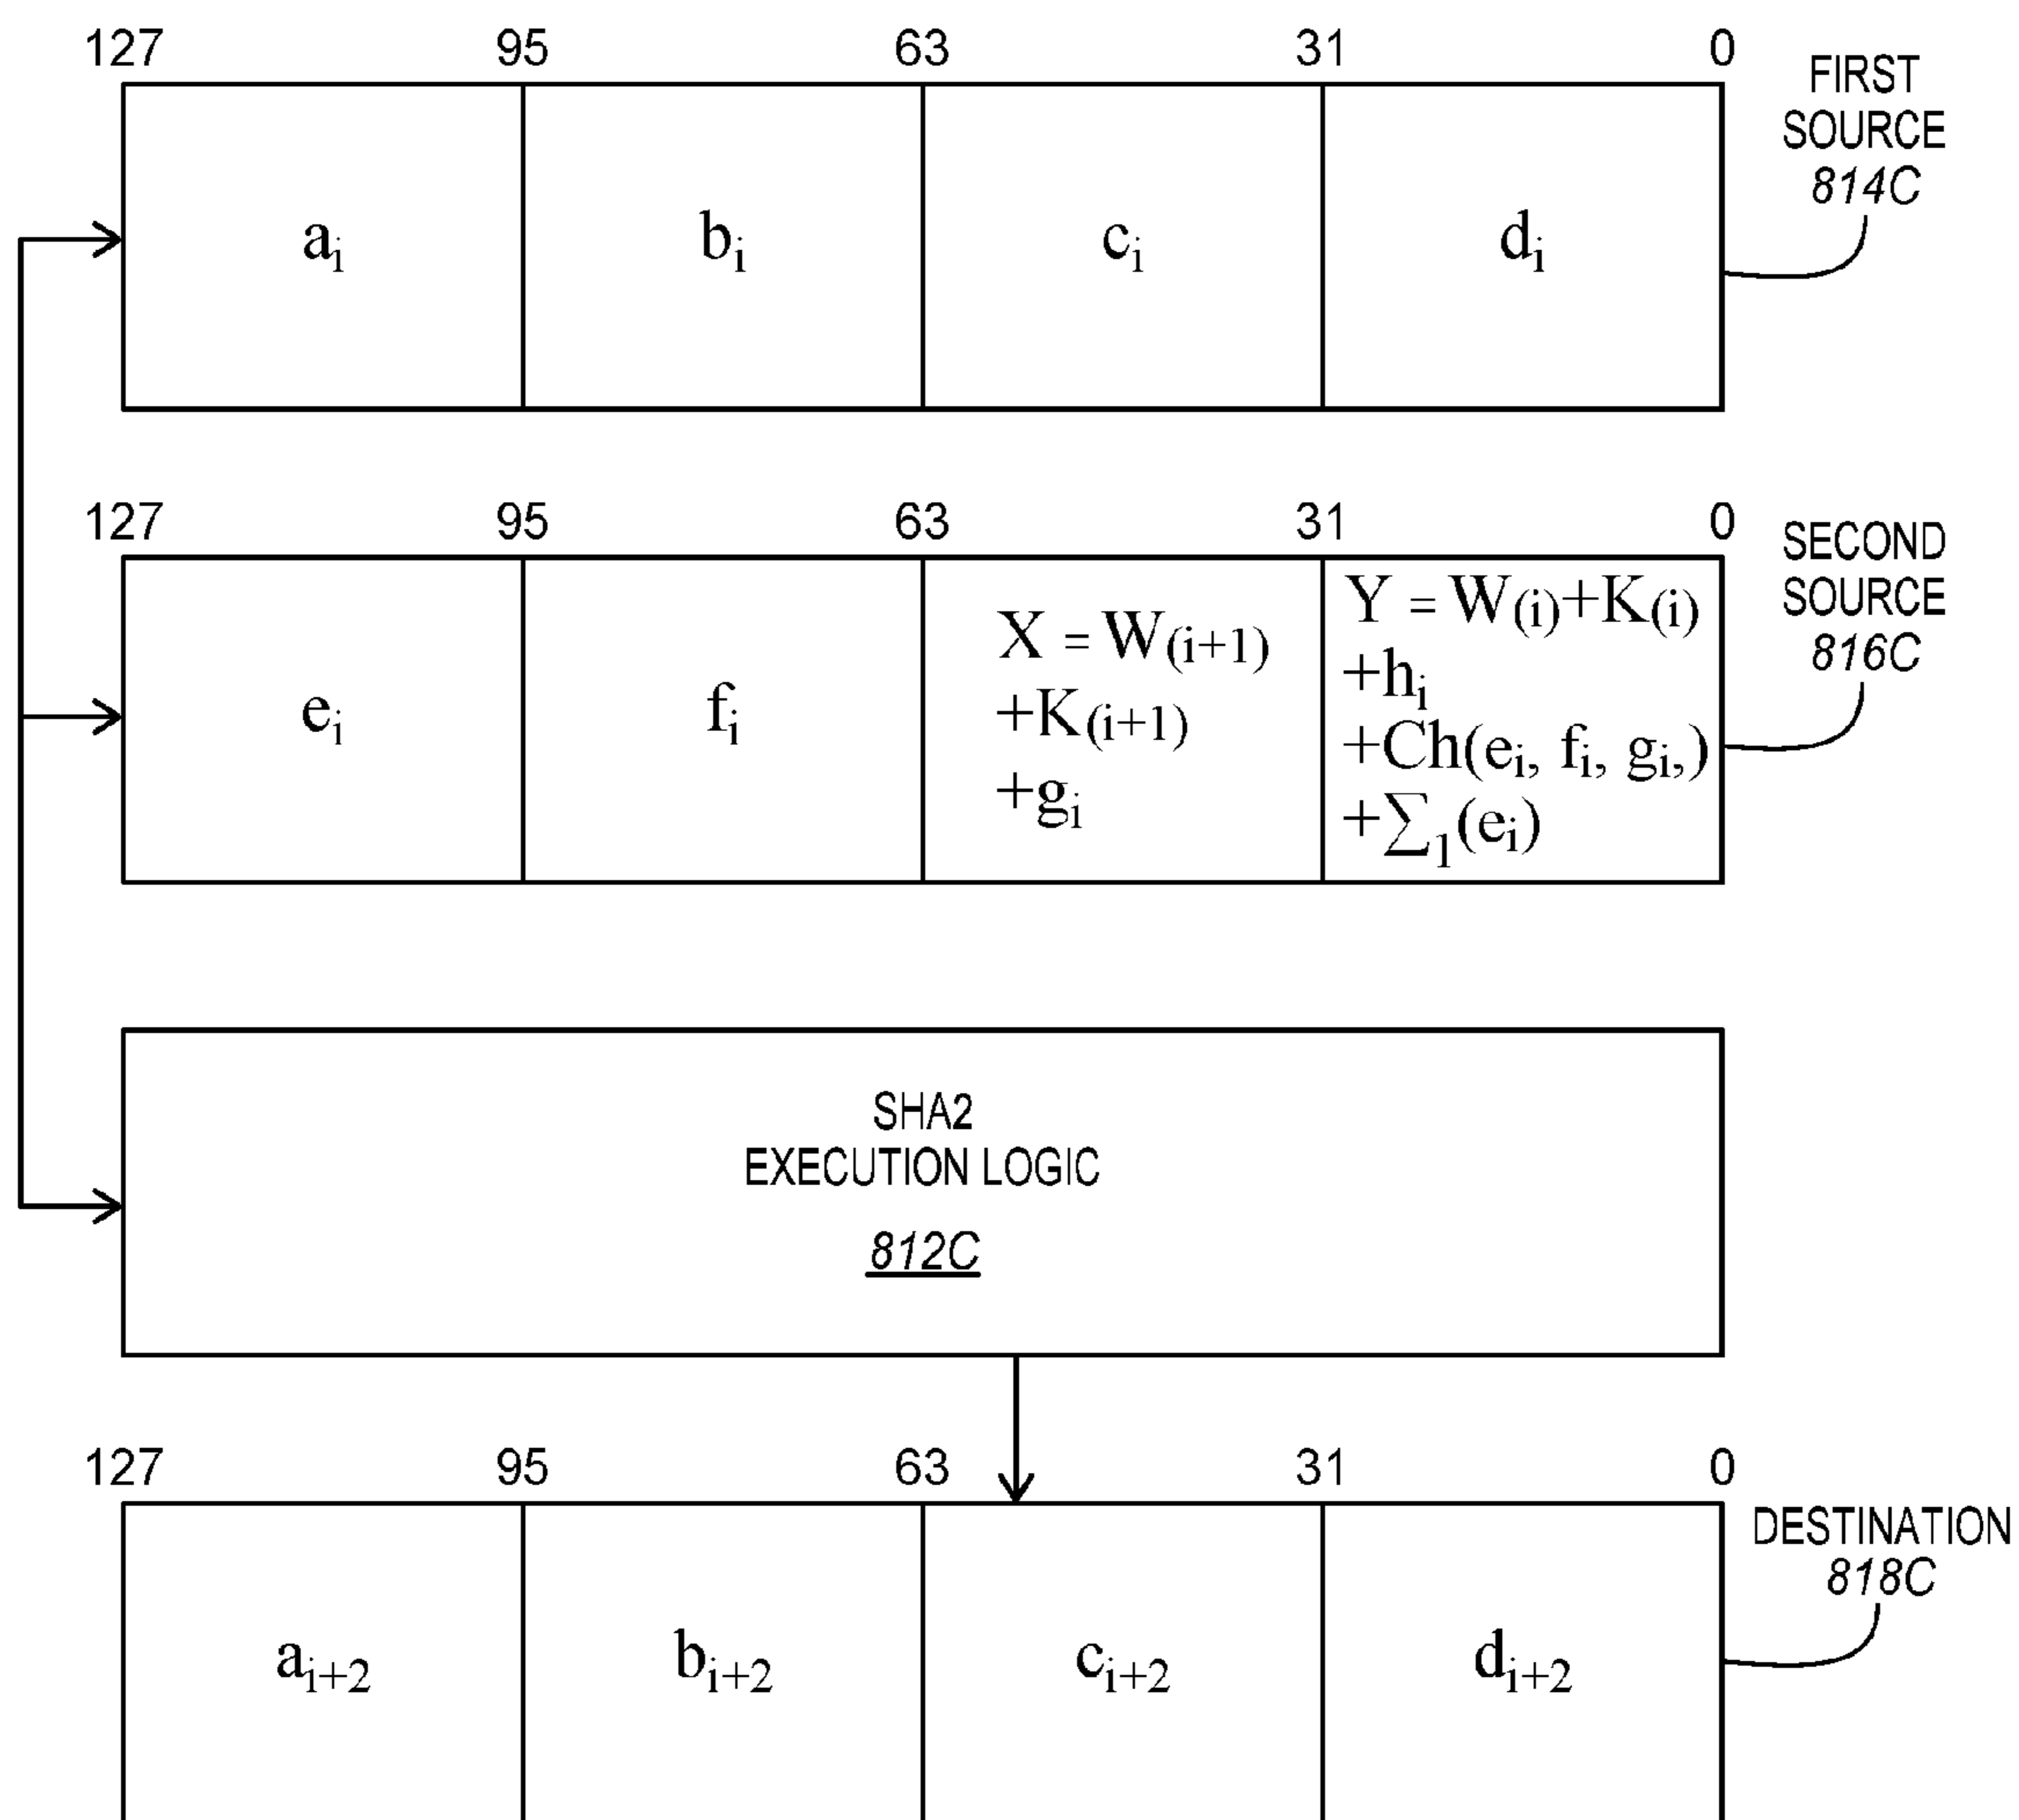 127 95 63 31 0
FIRST
SOURCE
814C
aᵢ bᵢ cᵢ dᵢ
127 95 63 31 0
SECOND
SOURCE
816C
eᵢ fᵢ
X = W₍ᵢ₊₁₎
+K₍ᵢ₊₁₎
+gᵢ
Y = W₍ᵢ₎+K₍ᵢ₎
+hᵢ
+Ch(eᵢ, fᵢ, gᵢ,)
+∑₁(eᵢ)
SHA2
EXECUTION LOGIC
812C
127 95 63 31 0
DESTINATION
818C
aᵢ₊₂ bᵢ₊₂ cᵢ₊₂ dᵢ₊₂